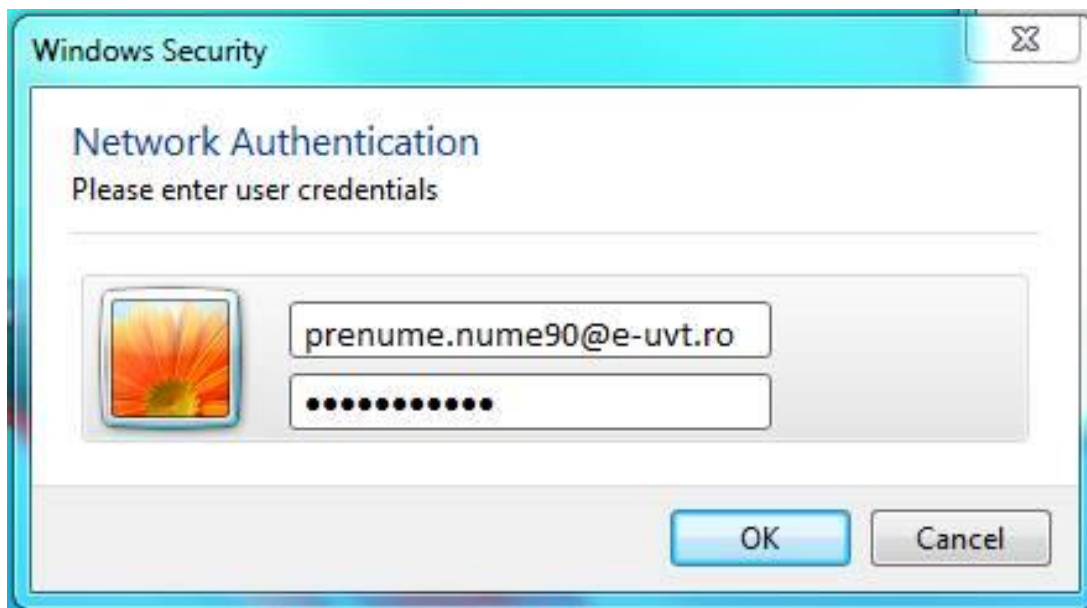 Windows Security
Network Authentication
Please enter user credentials
prenume.nume90@e-uvt.ro
●●●●●●●●●●●
OK
Cancel